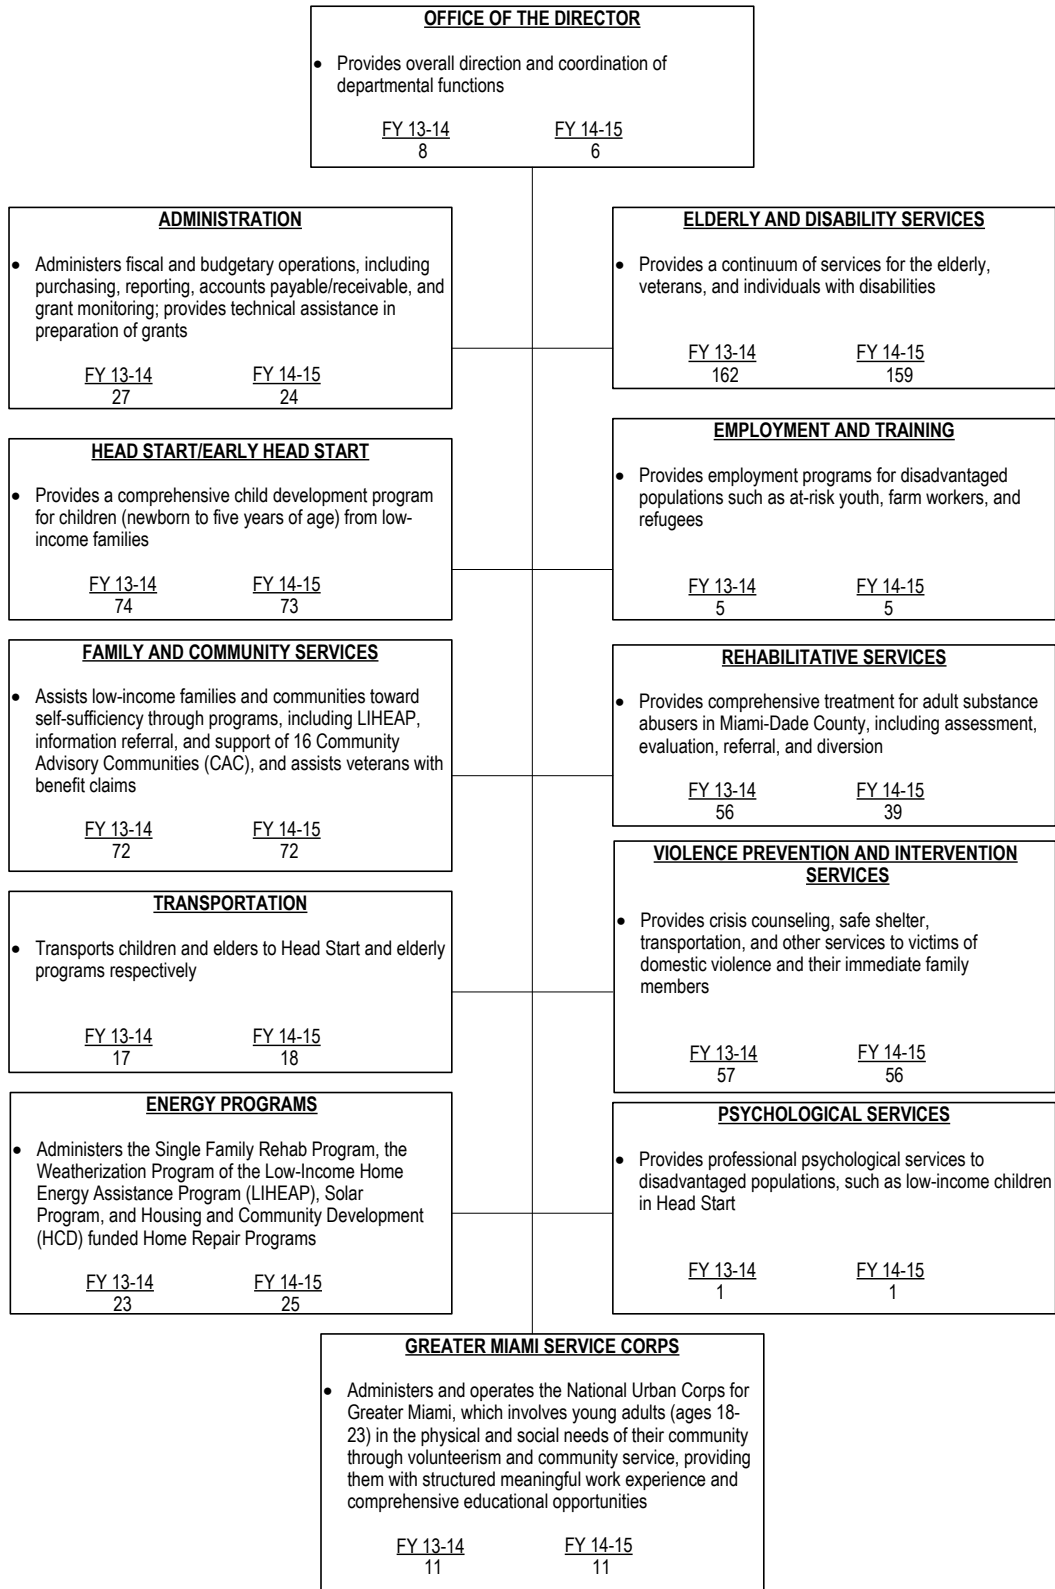 OFFICE OF THE DIRECTOR
• Provides overall direction and coordination of
departmental functions
FY 13-14 FY 14-15
8 6
ADMINISTRATION
• Administers fiscal and budgetary operations, including
purchasing, reporting, accounts payable/receivable, and
grant monitoring; provides technical assistance in
preparation of grants
FY 13-14 FY 14-15
27 24
ELDERLY AND DISABILITY SERVICES
• Provides a continuum of services for the elderly,
veterans, and individuals with disabilities
FY 13-14 FY 14-15
162 159
HEAD START/EARLY HEAD START
• Provides a comprehensive child development program
for children (newborn to five years of age) from low-
income families
FY 13-14 FY 14-15
74 73
EMPLOYMENT AND TRAINING
• Provides employment programs for disadvantaged
populations such as at-risk youth, farm workers, and
refugees
FY 13-14 FY 14-15
5 5
FAMILY AND COMMUNITY SERVICES
• Assists low-income families and communities toward
self-sufficiency through programs, including LIHEAP,
information referral, and support of 16 Community
Advisory Communities (CAC), and assists veterans with
benefit claims
FY 13-14 FY 14-15
72 72
REHABILITATIVE SERVICES
• Provides comprehensive treatment for adult substance
abusers in Miami-Dade County, including assessment,
evaluation, referral, and diversion
FY 13-14 FY 14-15
56 39
TRANSPORTATION
• Transports children and elders to Head Start and elderly
programs respectively
FY 13-14 FY 14-15
17 18
VIOLENCE PREVENTION AND INTERVENTION
SERVICES
• Provides crisis counseling, safe shelter,
transportation, and other services to victims of
domestic violence and their immediate family
members
FY 13-14 FY 14-15
57 56
ENERGY PROGRAMS
• Administers the Single Family Rehab Program, the
Weatherization Program of the Low-Income Home
Energy Assistance Program (LIHEAP), Solar
Program, and Housing and Community Development
(HCD) funded Home Repair Programs
FY 13-14 FY 14-15
23 25
PSYCHOLOGICAL SERVICES
• Provides professional psychological services to
disadvantaged populations, such as low-income children
in Head Start
FY 13-14 FY 14-15
1 1
GREATER MIAMI SERVICE CORPS
• Administers and operates the National Urban Corps for
Greater Miami, which involves young adults (ages 18-
23) in the physical and social needs of their community
through volunteerism and community service, providing
them with structured meaningful work experience and
comprehensive educational opportunities
FY 13-14 FY 14-15
11 11